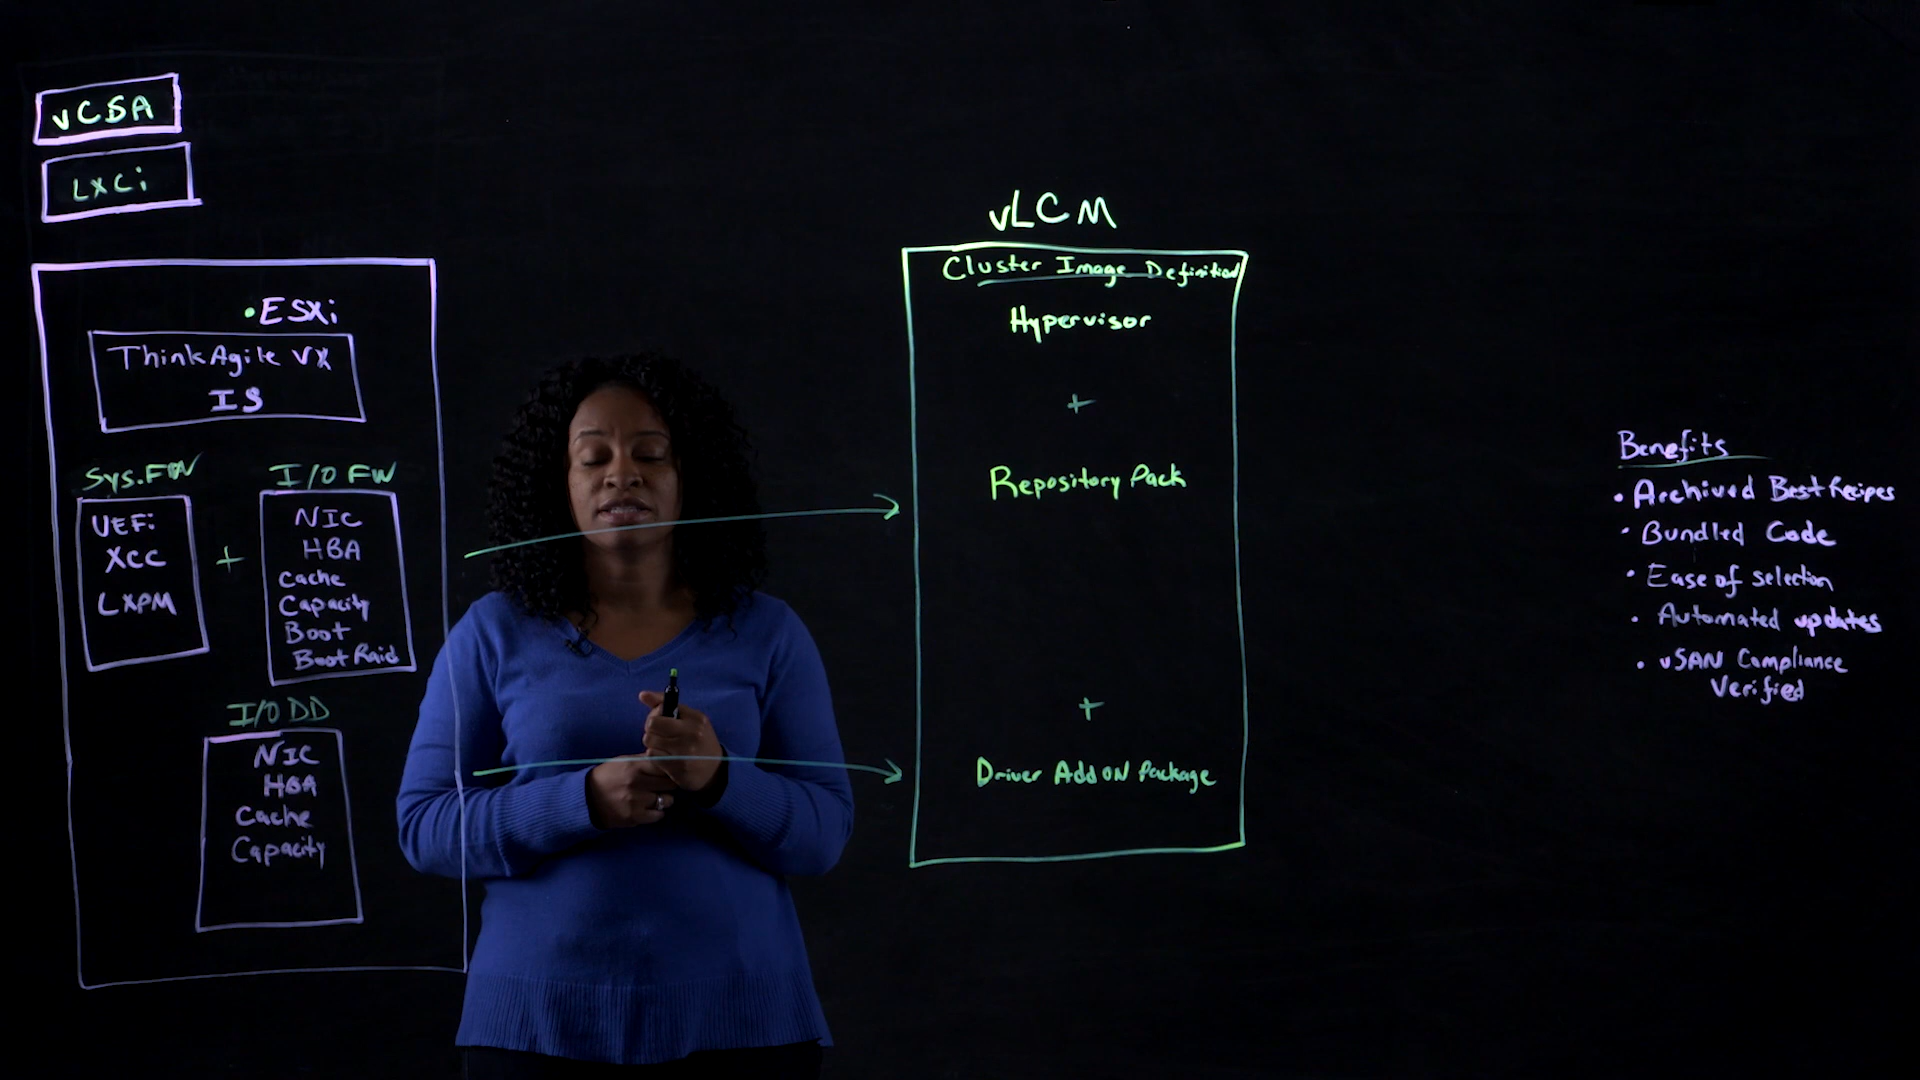 vCSA
LXCi
• ESXi
ThinkAgile VX
IS
Sys.FW
UEFi
XCC
LXPM
+
I/O FW
NIC
HBA
Cache
Capacity
Boot
Boot Raid
I/O DD
NIC
HBA
Cache
Capacity
vLCM
Cluster Image Definition
Hypervisor
+
Repository Pack
+
Driver Add ON Package
Benefits
• Archived Best Recipes
• Bundled Code
• Ease of selection
• Automated updates
• vSAN Compliance
Verified